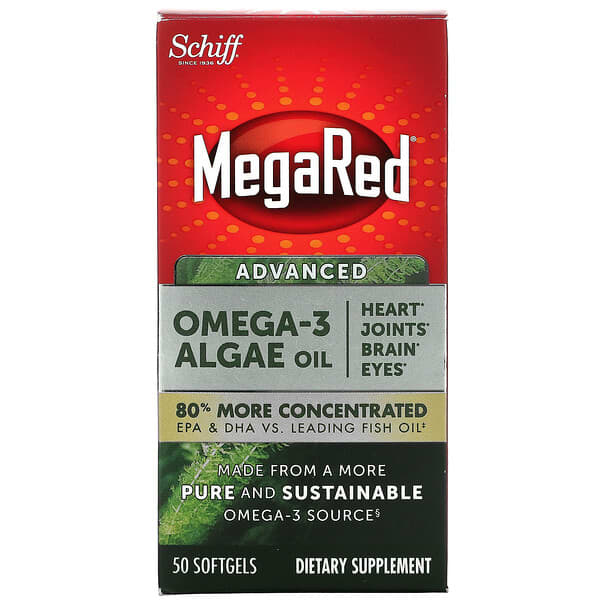 Schiff®
SINCE 1936
MegaRed®
ADVANCED
OMEGA-3
ALGAE OIL
HEART*
JOINTS*
BRAIN*
EYES*
80% MORE CONCENTRATED
EPA & DHA VS. LEADING FISH OIL‡
MADE FROM A MORE
PURE AND SUSTAINABLE
OMEGA-3 SOURCE§
50 SOFTGELS
DIETARY SUPPLEMENT